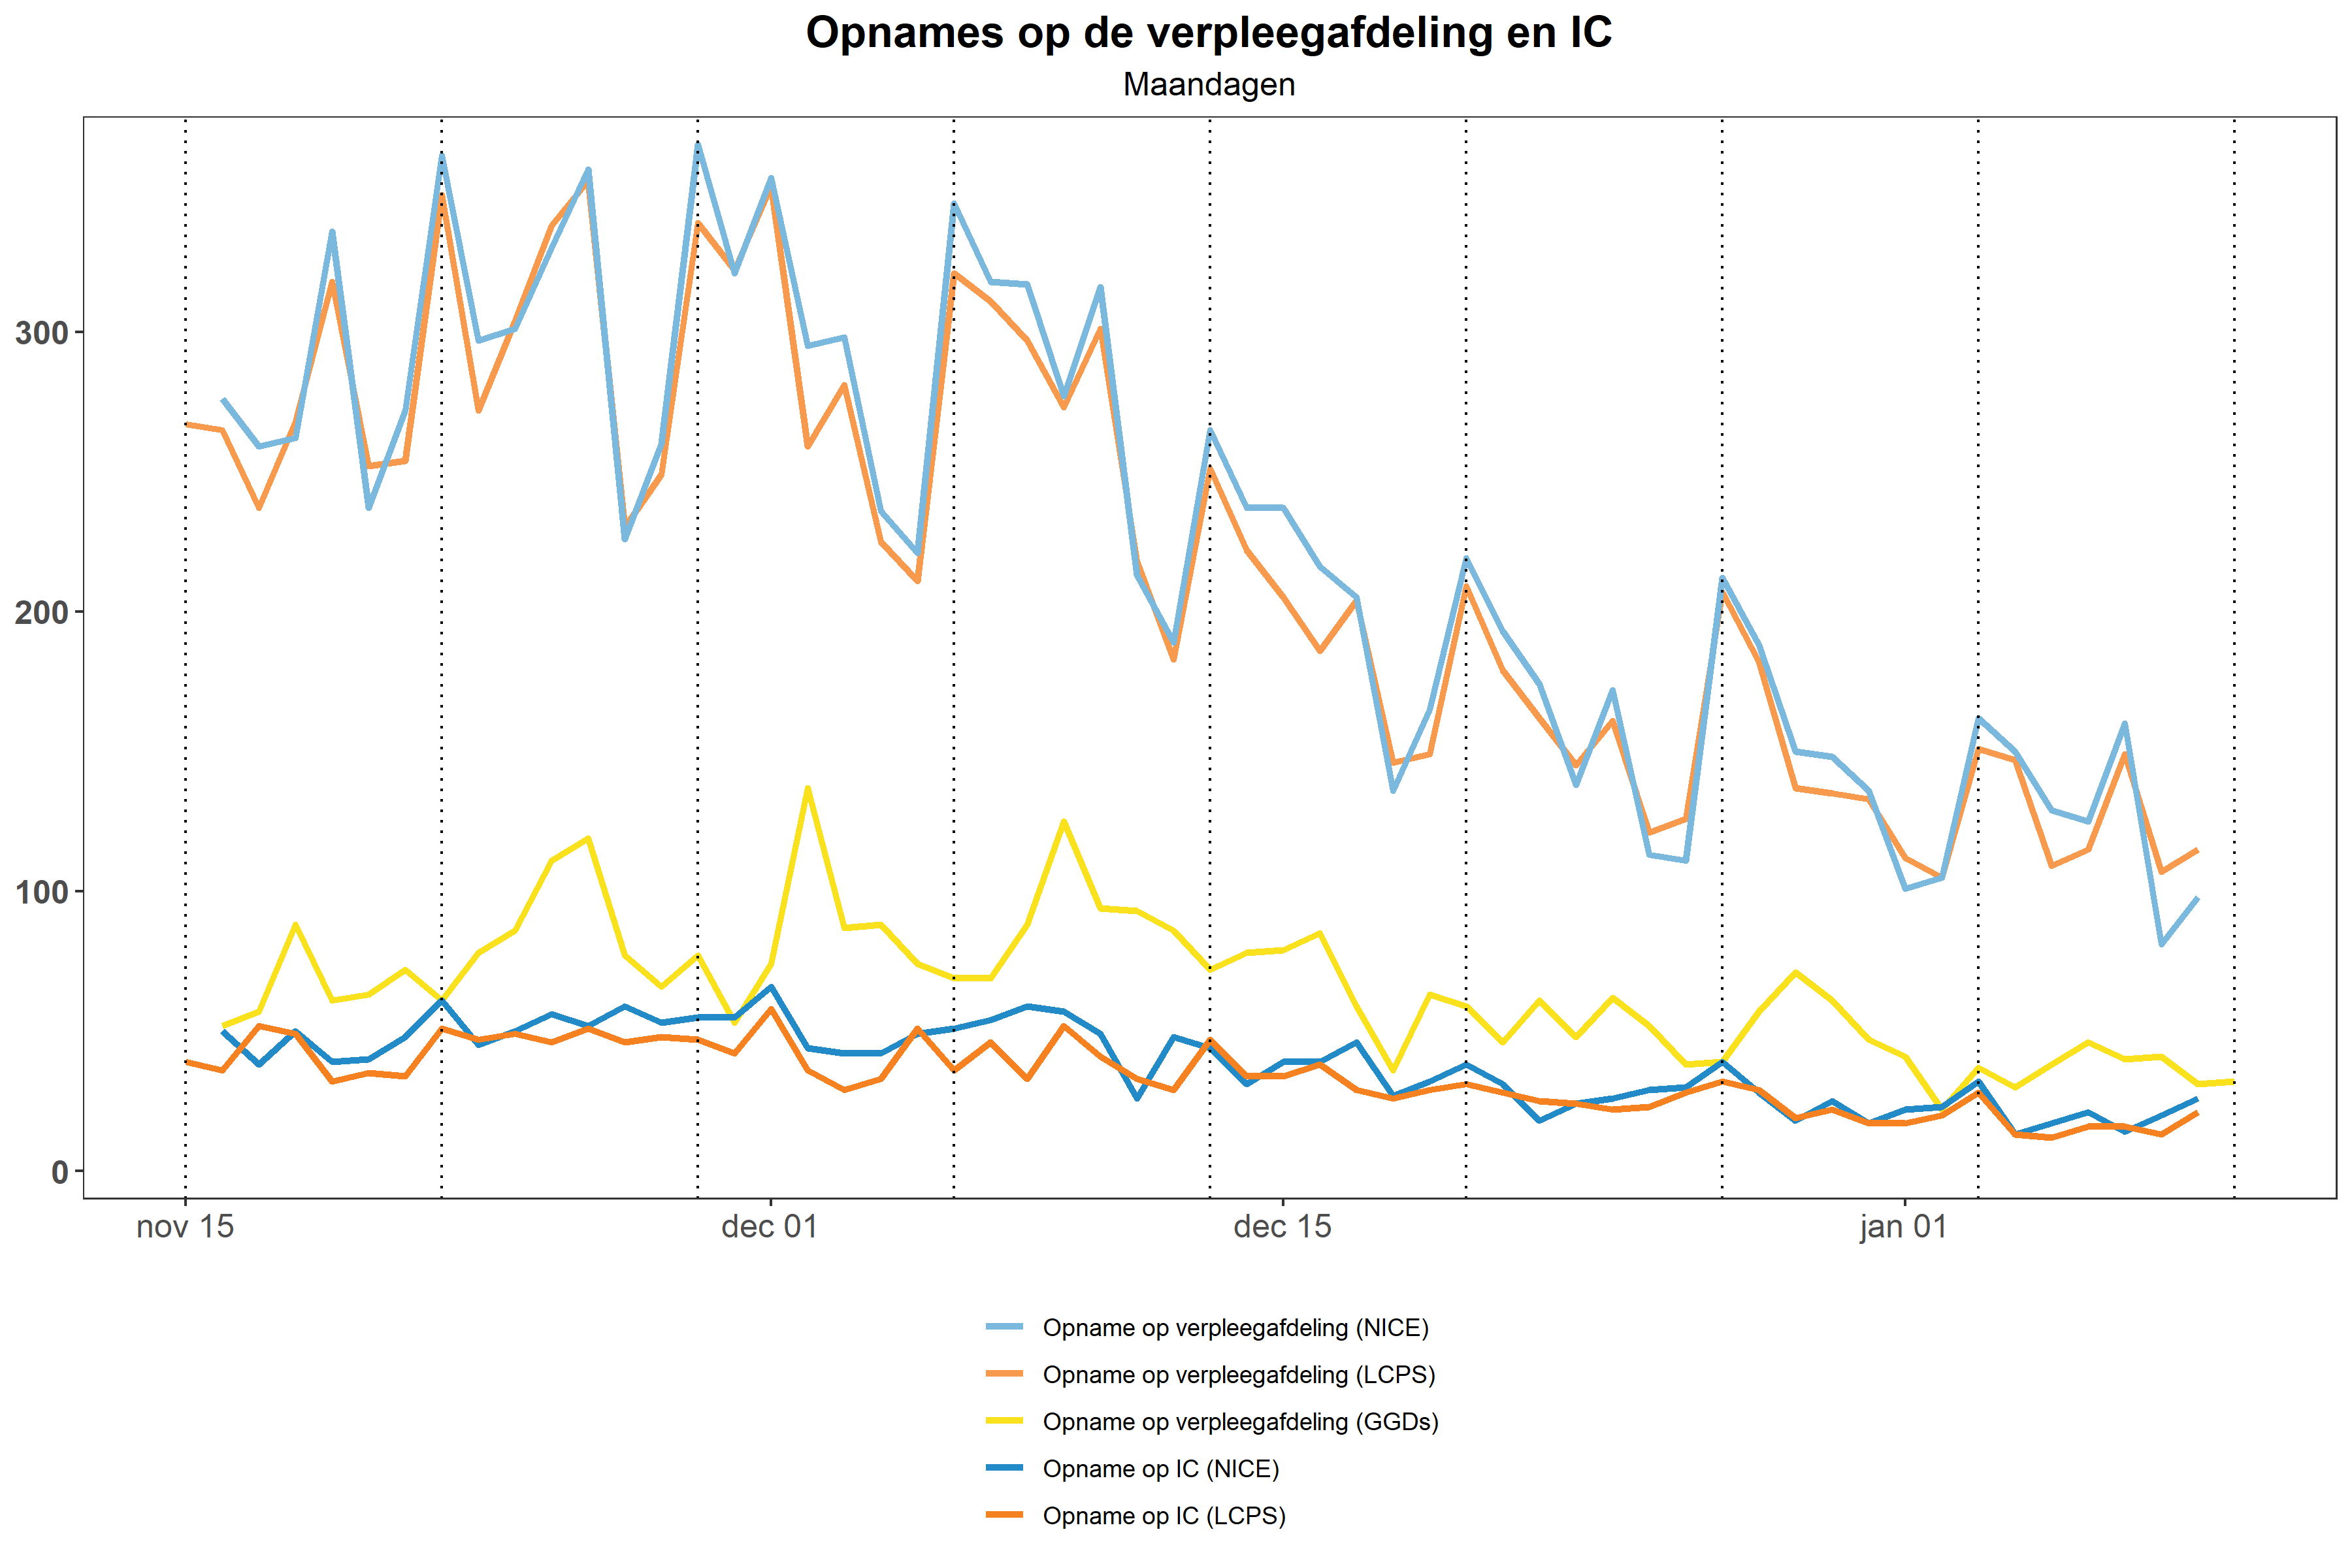 Opnames op de verpleegafdeling en IC
Maandagen
300
200
100
0
nov 15 dec 01 dec 15 jan 01
Opname op verpleegafdeling (NICE)
Opname op verpleegafdeling (LCPS)
Opname op verpleegafdeling (GGDs)
Opname op IC (NICE)
Opname op IC (LCPS)